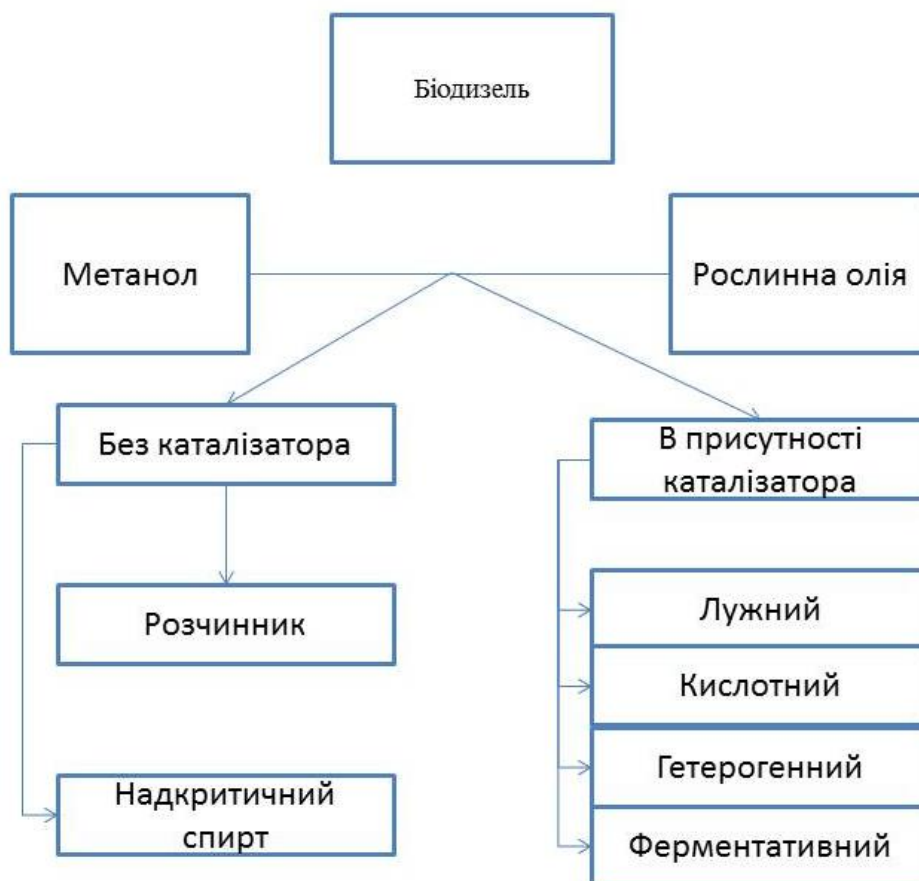 Біодизель
Метанол
Рослинна олія
Без каталізатора
В присутності
каталізатора
Розчинник
Лужний
Кислотний
Гетерогенний
Надкритичний
спирт
Ферментативний